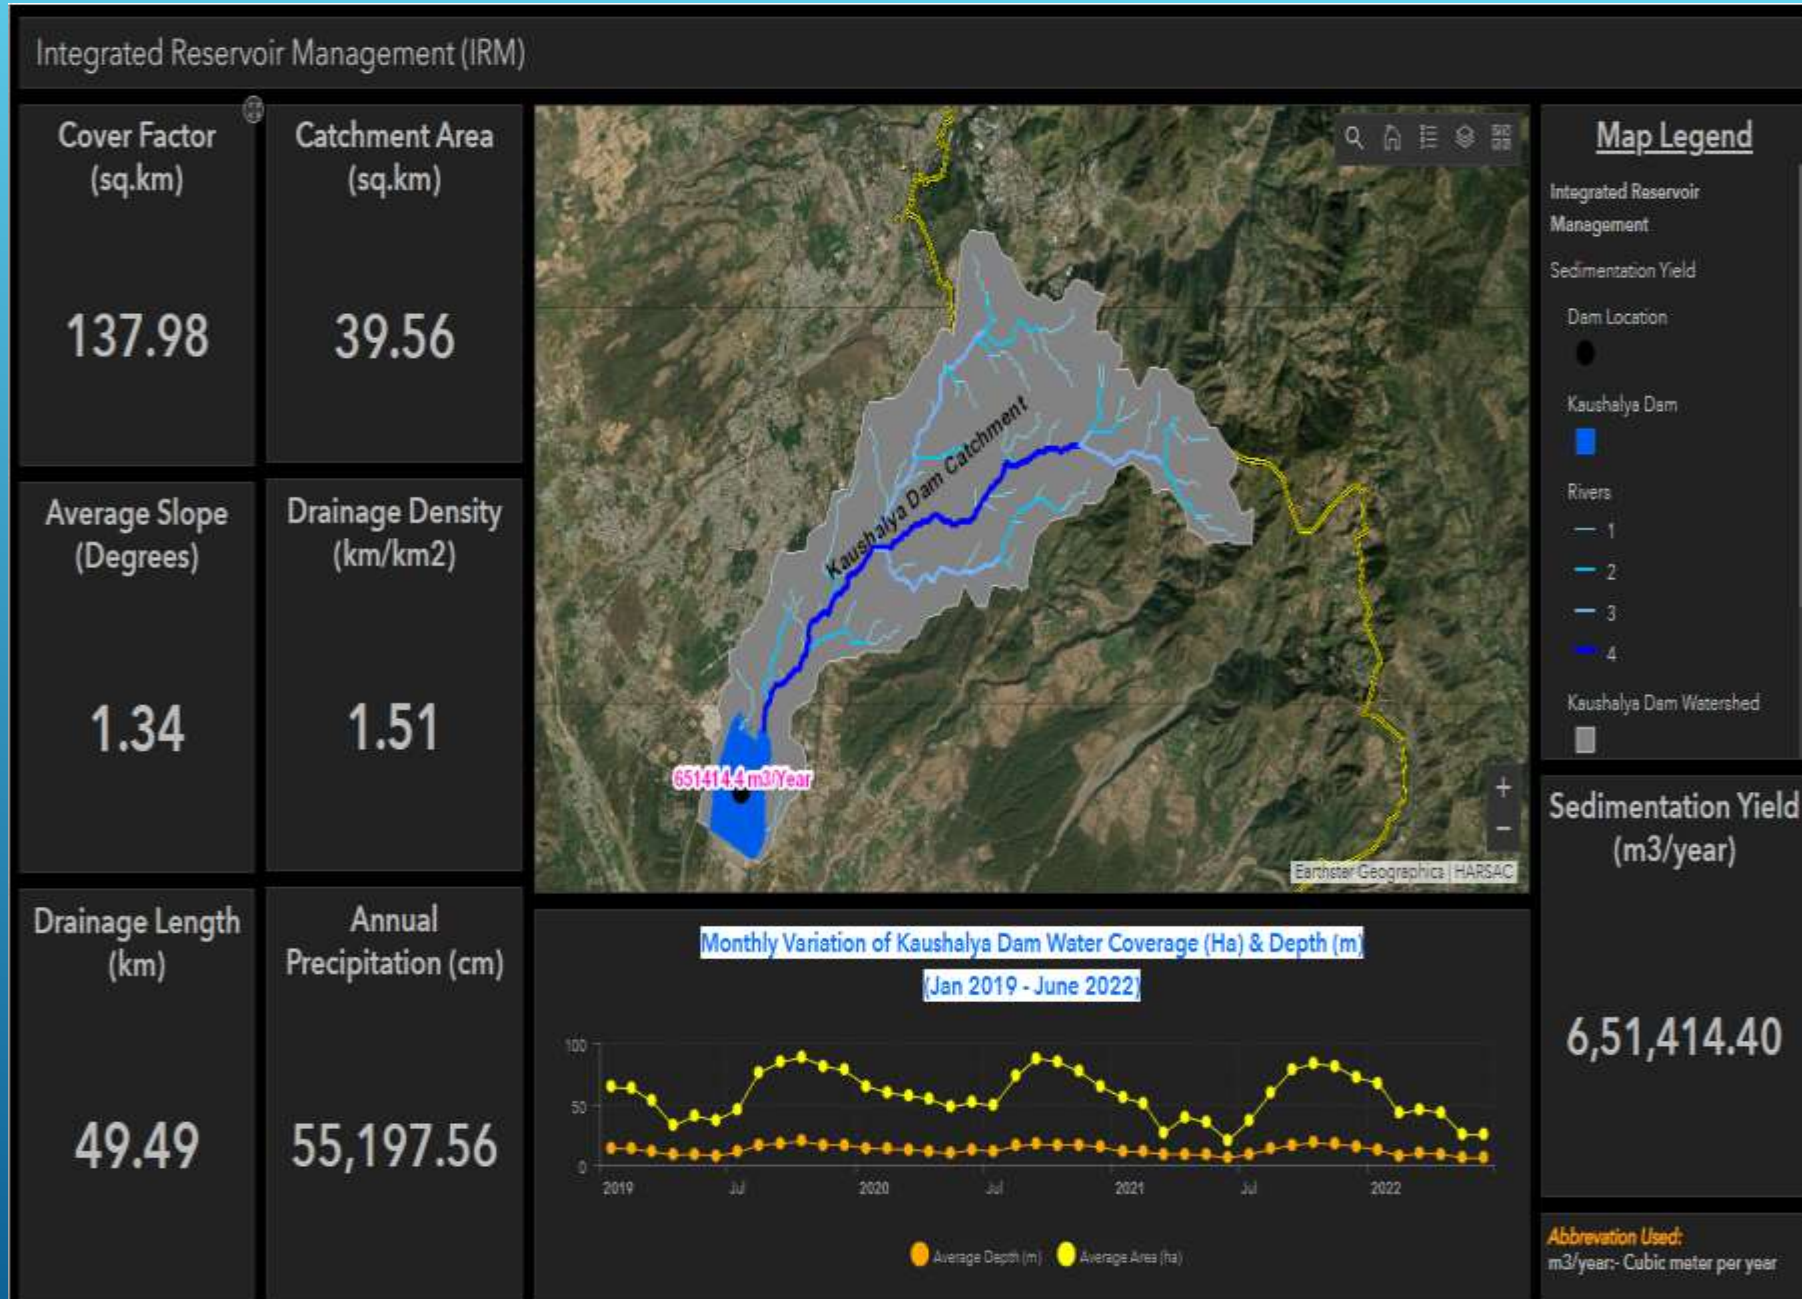 Integrated Reservoir Management (IRM)
Cover Factor
(sq.km)
137.98
Catchment Area
(sq.km)
39.56
Average Slope
(Degrees)
1.34
Drainage Density
(km/km2)
1.51
Drainage Length
(km)
49.49
Annual
Precipitation (cm)
55,197.56
Kaushalya Dam Catchment
651414.4 m3/Year
Earthstar Geographics | HARSAC
Monthly Variation of Kaushalya Dam Water Coverage (Ha) & Depth (m)
(Jan 2019 - June 2022)
100
50
0
2019
Jul
2020
Jul
2021
Jul
2022
Average Depth (m)
Average Area (ha)
Map Legend
Integrated Reservoir
Management
Sedimentation Yield
Dam Location
Kaushalya Dam
Rivers
1
2
3
4
Kaushalya Dam Watershed
Sedimentation Yield
(m3/year)
6,51,414.40
Abbrevation Used:
m3/year:- Cubic meter per year